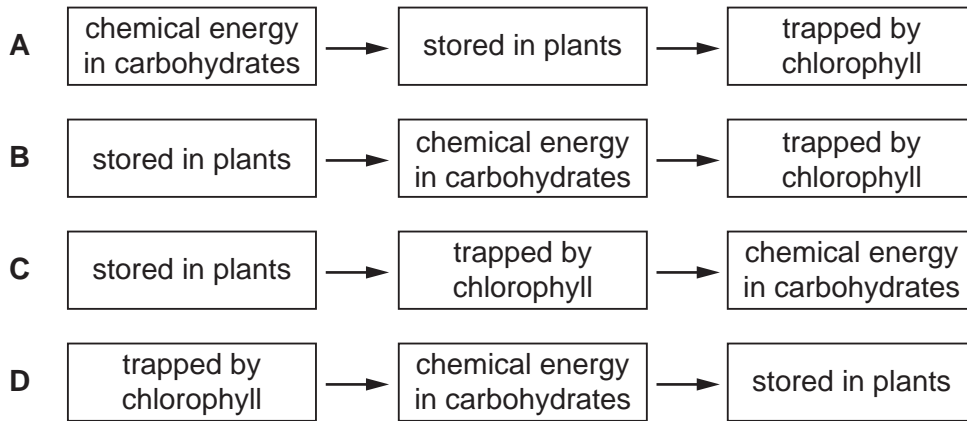 A
chemical energy
in carbohydrates
stored in plants
trapped by
chlorophyll
B
stored in plants
chemical energy
in carbohydrates
trapped by
chlorophyll
C
stored in plants
trapped by
chlorophyll
chemical energy
in carbohydrates
D
trapped by
chlorophyll
chemical energy
in carbohydrates
stored in plants